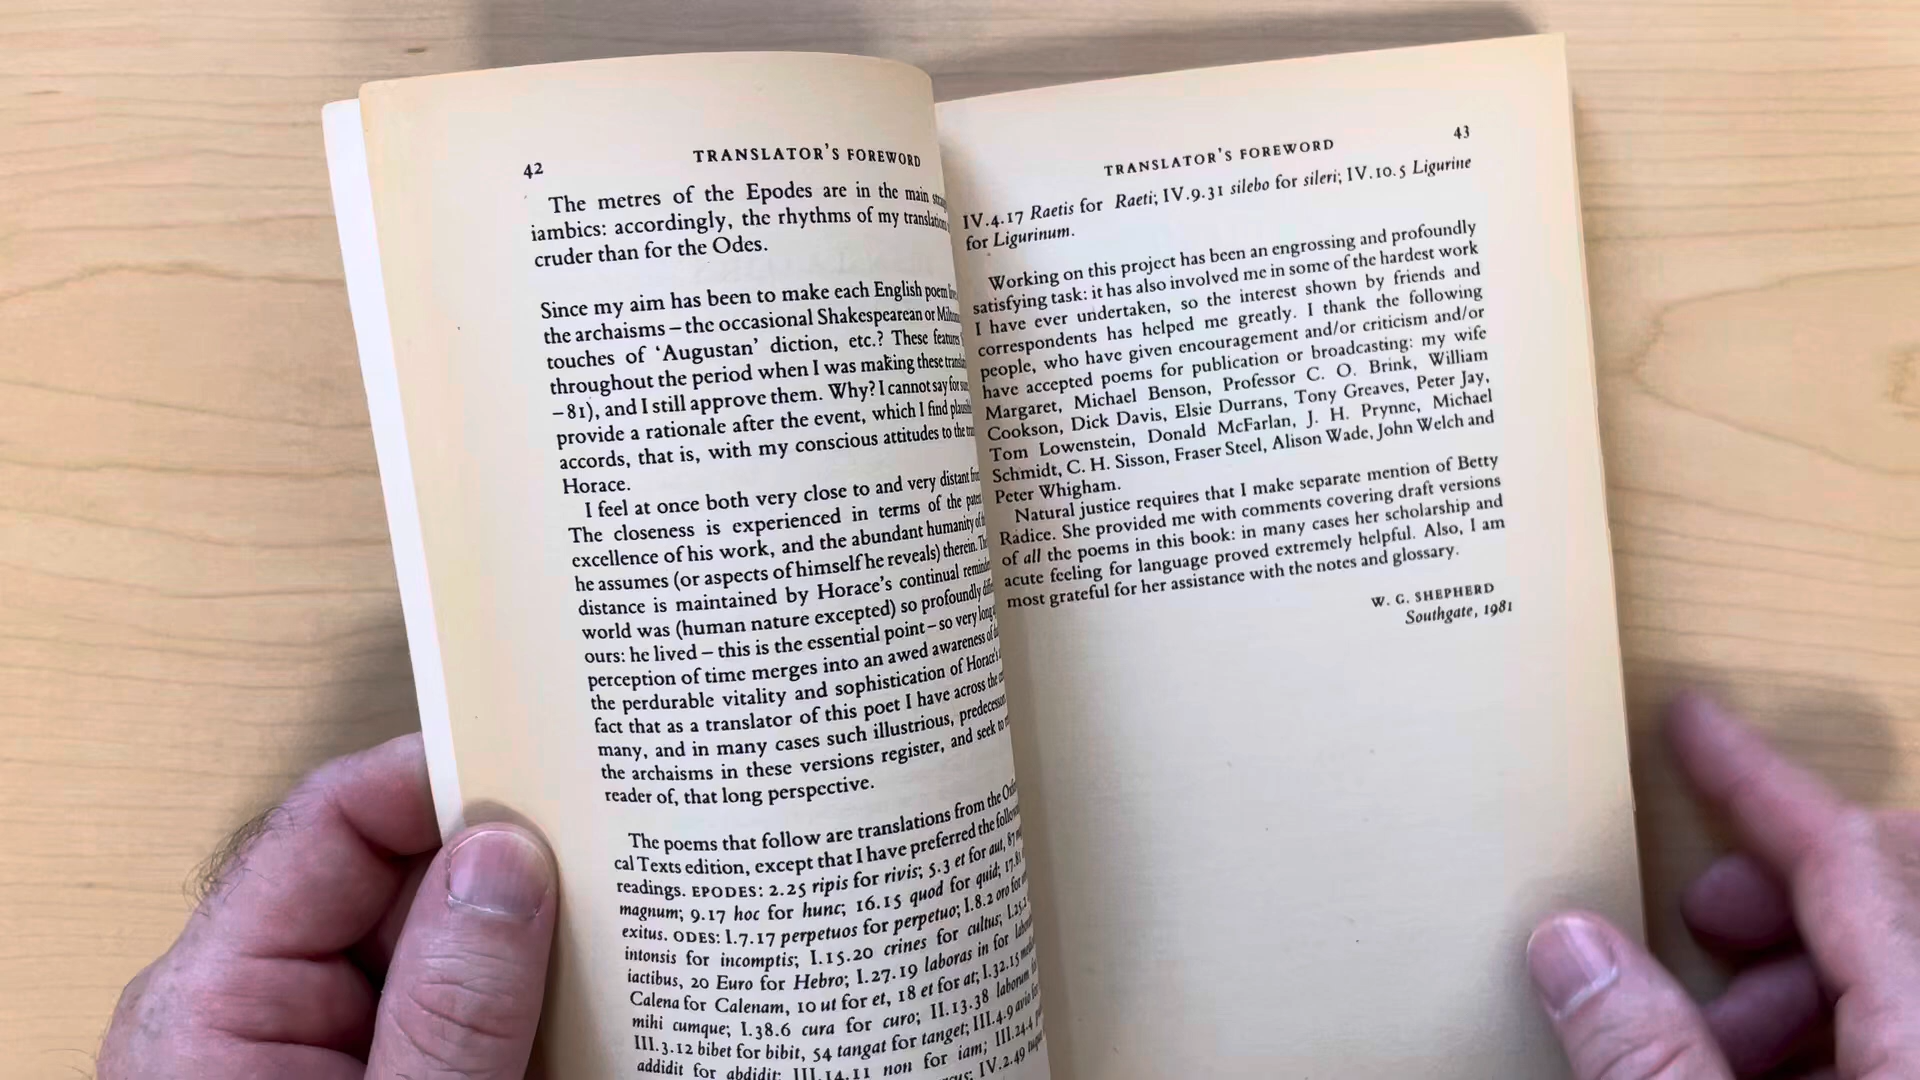 42
TRANSLATOR'S FOREWORD
The metres of the Epodes are in the main
iambics: accordingly, the rhythms of my
cruder than for the Odes.
Since my aim has been to make each English poem
the archaisms – the occasional Shakespearean or
touches of 'Augustan' diction, etc.? These
throughout the period when I was making these
– 81), and I still approve them. Why? I cannot say for
provide a rationale after the event, which I find
accords, that is, with my conscious attitudes to the
Horace.
I feel at once both very close to and very distant
The closeness is experienced in terms of the
excellence of his work, and the abundant humanity of
he assumes (or aspects of himself he reveals) therein.
distance is maintained by Horace's continual
world was (human nature excepted) so profoundly
ours: he lived – this is the essential point – so very long
perception of time merges into an awed awareness of
the perdurable vitality and sophistication of Horace's
fact that as a translator of this poet I have across the
many, and in many cases such illustrious,
the archaisms in these versions register, and seek to
reader of, that long perspective.
The poems that follow are translations from the
cal Texts edition, except that I have preferred the
readings. EPODES: 2.25 ripis for rivis; 5.3 et for aut, 87
magnum; 9.17 hoc for hunc; 16.15 quod for quid;
exitus. ODES: I.7.17 perpetuos for perpetuo; I.8.2 oro for
intonsis for incomptis; I.15.20 crines for cultus;
iactibus, 20 Euro for Hebro; I.27.19 laboras in for
Calena for Calenam, 10 ut for et, 18 et for at; I.32.15
mihi cumque; I.38.6 cura for curo; II.13.38 laborum
III.3.12 bibet for bibit, 54 tangat for tanget; III.4.9 avio for
addidit for abdidit; III.14.11 non for iam; III.24.4
IV.2.49
43
TRANSLATOR'S FOREWORD
IV.4.17 Raetis for Raeti; IV.9.31 silebo for sileri; IV.10.5 Ligurine
for Ligurinum.
Working on this project has been an engrossing and profoundly
satisfying task: it has also involved me in some of the hardest work
I have ever undertaken, so the interest shown by friends and
correspondents has helped me greatly. I thank the following
people, who have given encouragement and/or criticism and/or
have accepted poems for publication or broadcasting: my wife
Margaret, Michael Benson, Professor C. O. Brink, William
Cookson, Dick Davis, Elsie Durrans, Tony Greaves, Peter Jay,
Tom Lowenstein, Donald McFarlan, J. H. Prynne, Michael
Schmidt, C. H. Sisson, Fraser Steel, Alison Wade, John Welch and
Peter Whigham.
Natural justice requires that I make separate mention of Betty
Radice. She provided me with comments covering draft versions
of all the poems in this book: in many cases her scholarship and
acute feeling for language proved extremely helpful. Also, I am
most grateful for her assistance with the notes and glossary.
W. G. SHEPHERD
Southgate, 1981